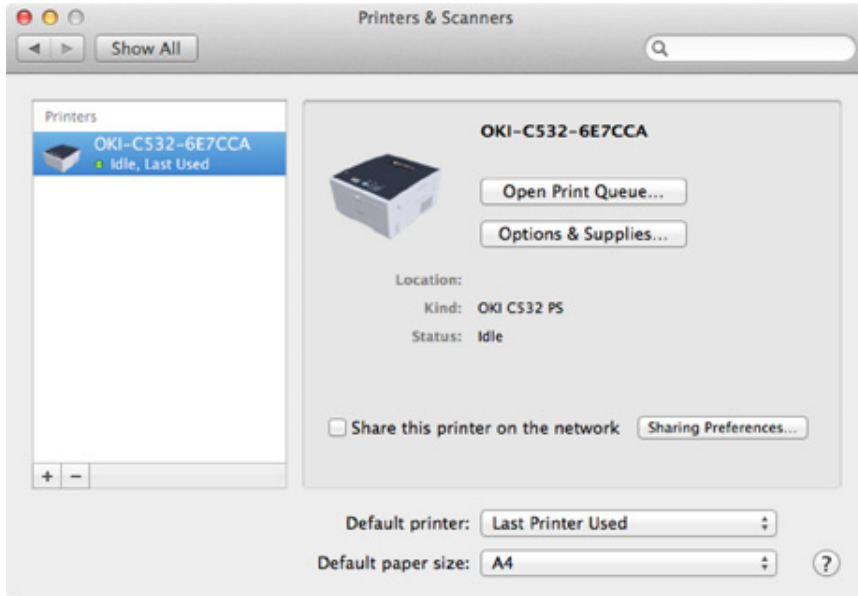 Printers & Scanners
Show All
Printers
OKI-C532-6E7CCA
Idle, Last Used
OKI-C532-6E7CCA
Open Print Queue...
Options & Supplies...
Location:
Kind: OKI C532 PS
Status: Idle
Share this printer on the network Sharing Preferences...
+ −
Default printer: Last Printer Used
Default paper size: A4 ?